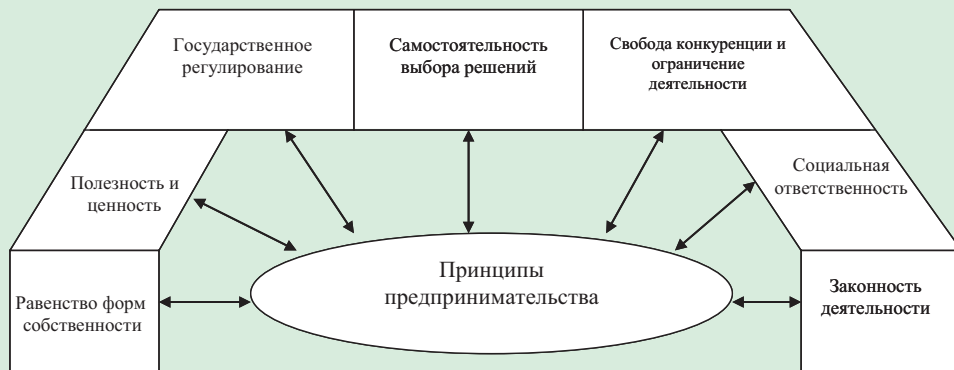 Государственное
регулирование
Самостоятельность
выбора решений
Свобода конкуренции и
ограничение
деятельности
Полезность и
ценность
Социальная
ответственность
Равенство форм
собственности
Принципы
предпринимательства
Законность
деятельности